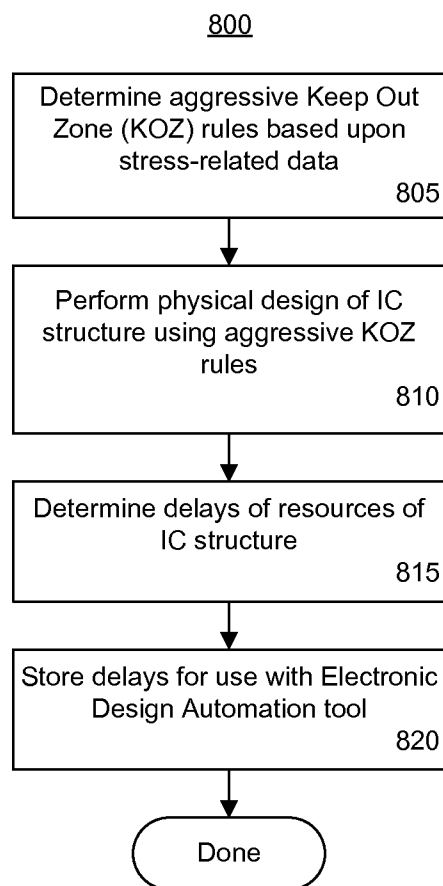 800
Determine aggressive Keep Out
Zone (KOZ) rules based upon
stress-related data
805
Perform physical design of IC
structure using aggressive KOZ
rules
810
Determine delays of resources of
IC structure
815
Store delays for use with Electronic
Design Automation tool
820
Done